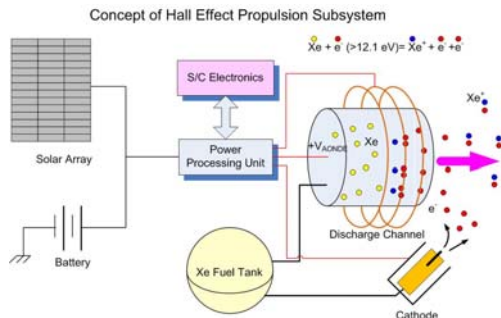 Concept of Hall Effect Propulsion Subsystem
Xe + e⁻ (>12.1 eV)= Xe⁺ + e⁻+e⁻
S/C Electronics
Xe⁺
Solar Array
Power
Processing Unit
+V_AONDE
Xe
e⁻
Discharge Channel
Battery
Xe Fuel Tank
Cathode